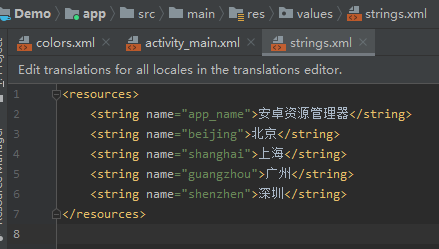 Demo app src main res values strings.xml
colors.xml activity_main.xml strings.xml
Edit translations for all locales in the translations editor.
1 <resources>
2 <string name="app_name">安卓资源管理器</string>
3 <string name="beijing">北京</string>
4 <string name="shanghai">上海</string>
5 <string name="guangzhou">广州</string>
6 <string name="shenzhen">深圳</string>
7 </resources>
8